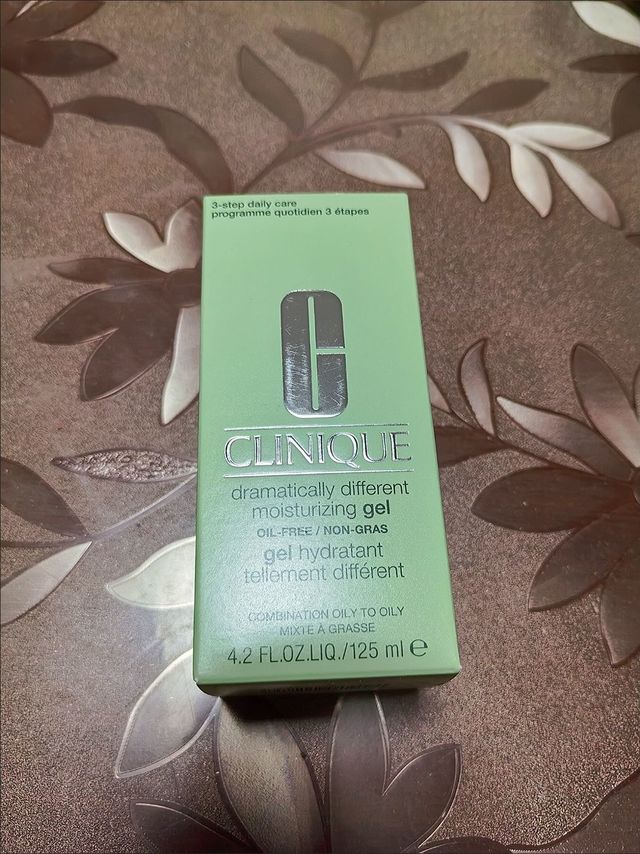 3-step daily care
programme quotidien 3 étapes
CLINIQUE
dramatically different
moisturizing gel
OIL-FREE / NON-GRAS
gel hydratant
tellement différent
COMBINATION OILY TO OILY
MIXTE À GRASSE
4.2 FL.OZ.LIQ./125 ml ℮